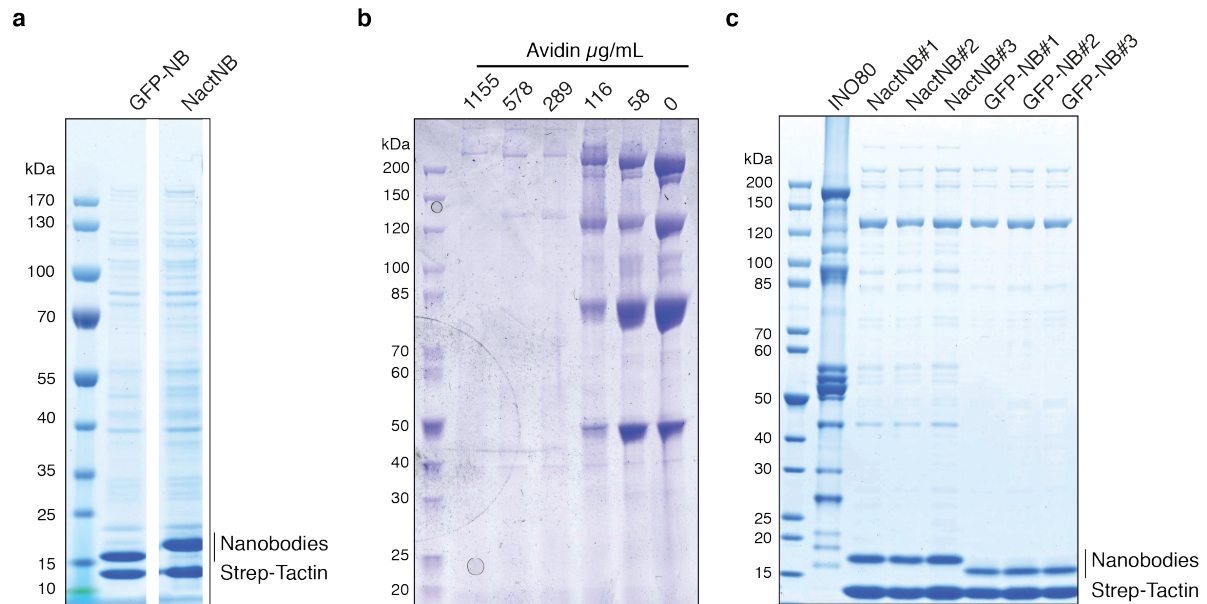 a
GFP-NB
NactNB
kDa
170
130
100
70
55
40
35
25
15
10
Nanobodies
Strep-Tactin
b
Avidin µg/mL
1155
578
289
116
58
0
kDa
200
150
120
100
85
70
60
50
40
30
25
20
c
INO80
NactNB#1
NactNB#2
NactNB#3
GFP-NB#1
GFP-NB#2
GFP-NB#3
kDa
200
150
120
100
85
70
60
50
40
30
25
20
15
Nanobodies
Strep-Tactin